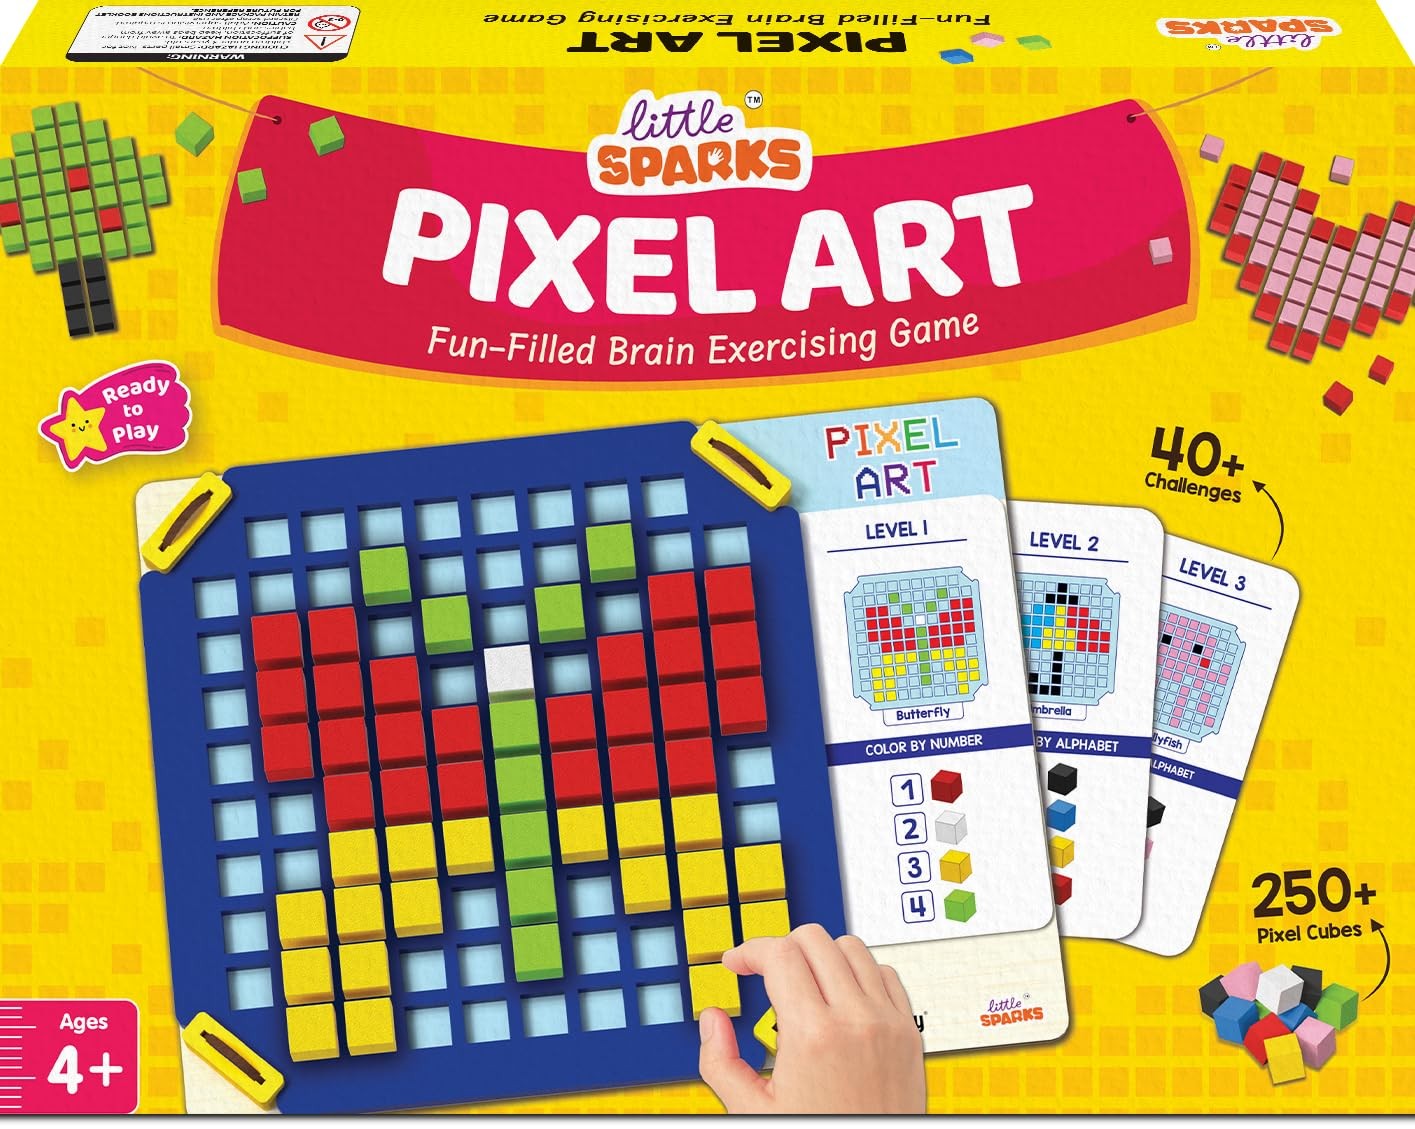 WARNING:
PIXEL ART
Fun-Filled Brain Exercising Game
little
SPARKS
little
SPARKS
TM
PIXEL ART
Fun-Filled Brain Exercising Game
Ready
to
Play
40+
Challenges
PIXEL
ART
LEVEL 1
Butterfly
COLOR BY NUMBER
1
2
3
4
LEVEL 2
mbrella
BY ALPHABET
LEVEL 3
llyfish
ALPHABET
250+
Pixel Cubes
little
SPARKS
Ages
4+